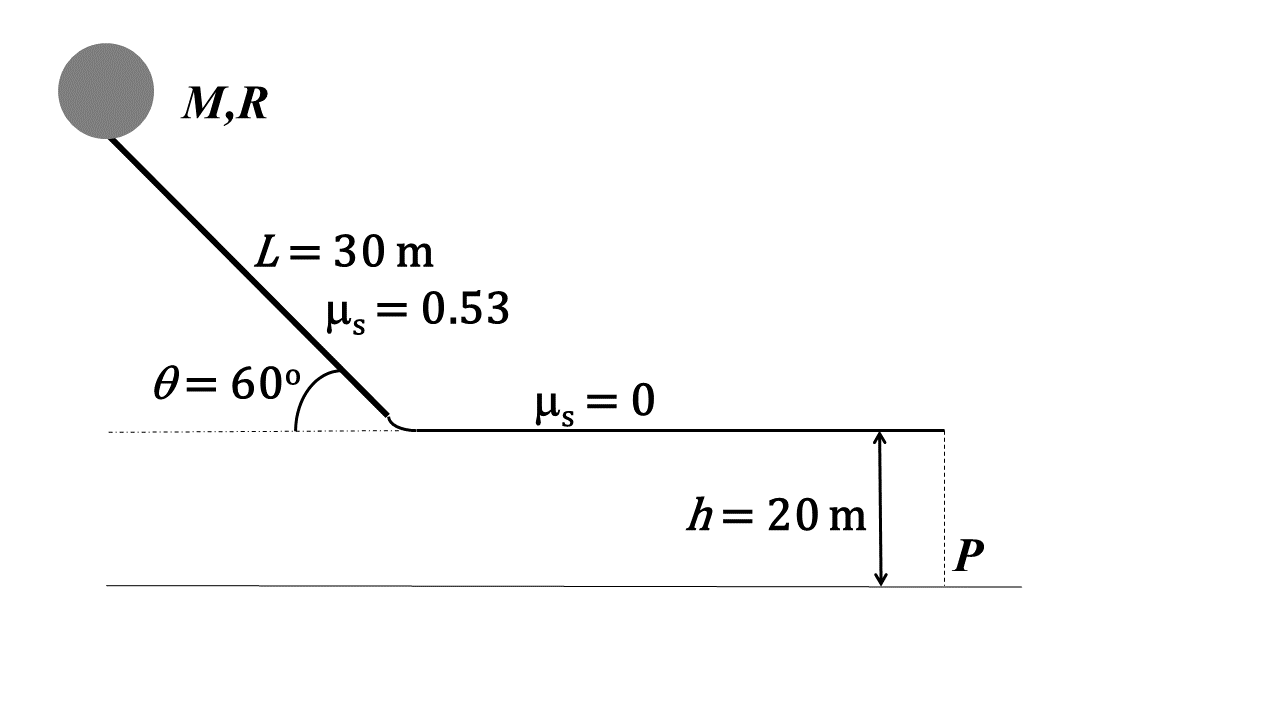 M,R
L = 30 m
μs = 0.53
θ = 60º
μs = 0
h = 20 m
P